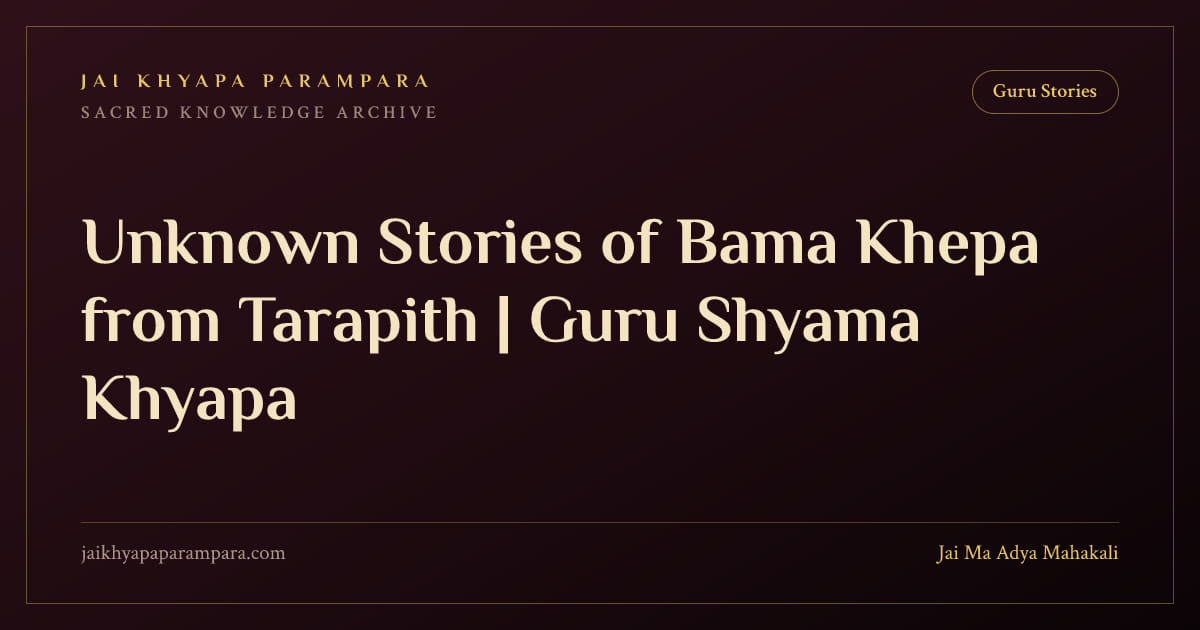 JAI KHYAPA PARAMPARA
SACRED KNOWLEDGE ARCHIVE
Guru Stories
Unknown Stories of Bama Khepa
from Tarapith | Guru Shyama
Khyapa
jaikhyapaparampara.com
Jai Ma Adya Mahakali